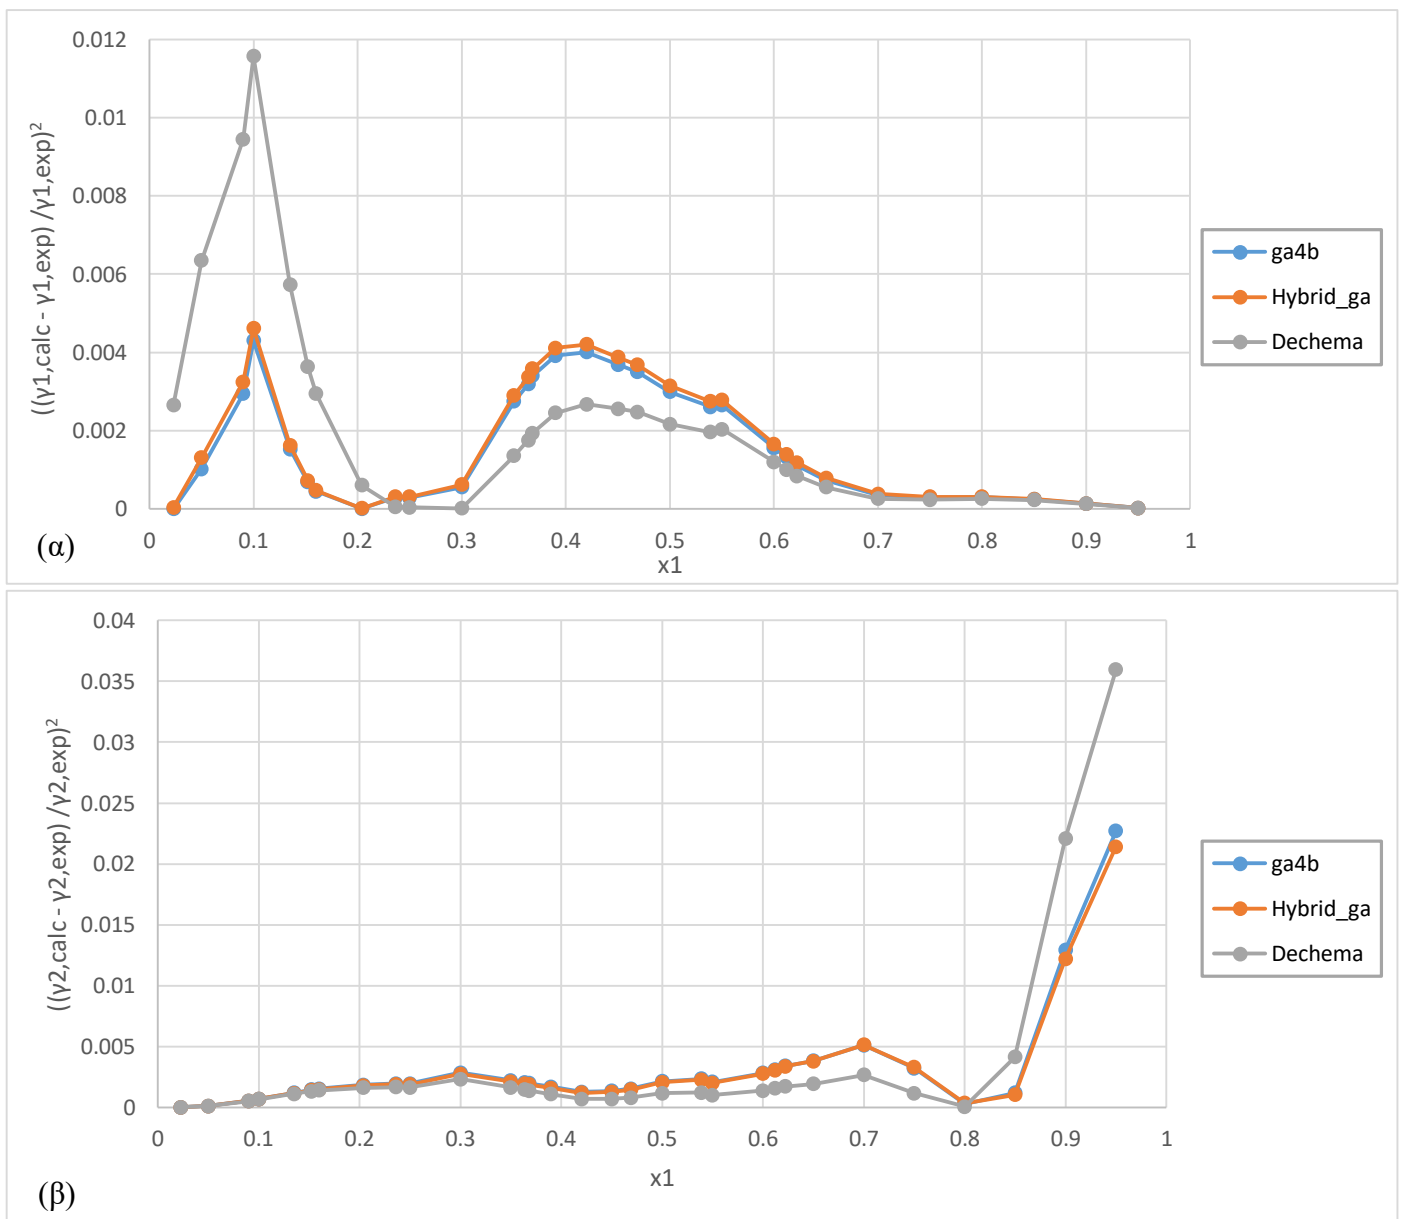 0.012
0.01
0.008
0.006
0.004
0.002
0
((γ1,calc - γ1,exp) /γ1,exp)²
0 0.1 0.2 0.3 0.4 0.5 0.6 0.7 0.8 0.9 1
x1
ga4b
Hybrid_ga
Dechema
(α)
0.04
0.035
0.03
0.025
0.02
0.015
0.01
0.005
0
((γ2,calc - γ2,exp) /γ2,exp)²
0 0.1 0.2 0.3 0.4 0.5 0.6 0.7 0.8 0.9 1
x1
ga4b
Hybrid_ga
Dechema
(β)